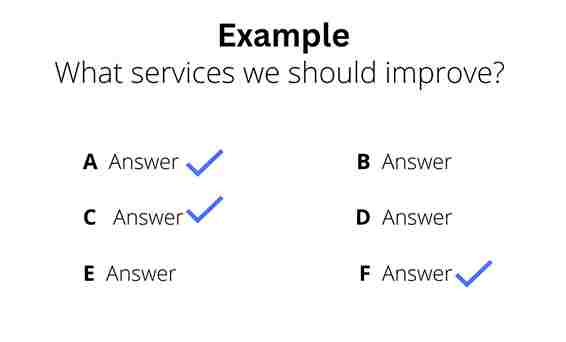 Example
What services we should improve?
A Answer B Answer
C Answer D Answer
E Answer F Answer